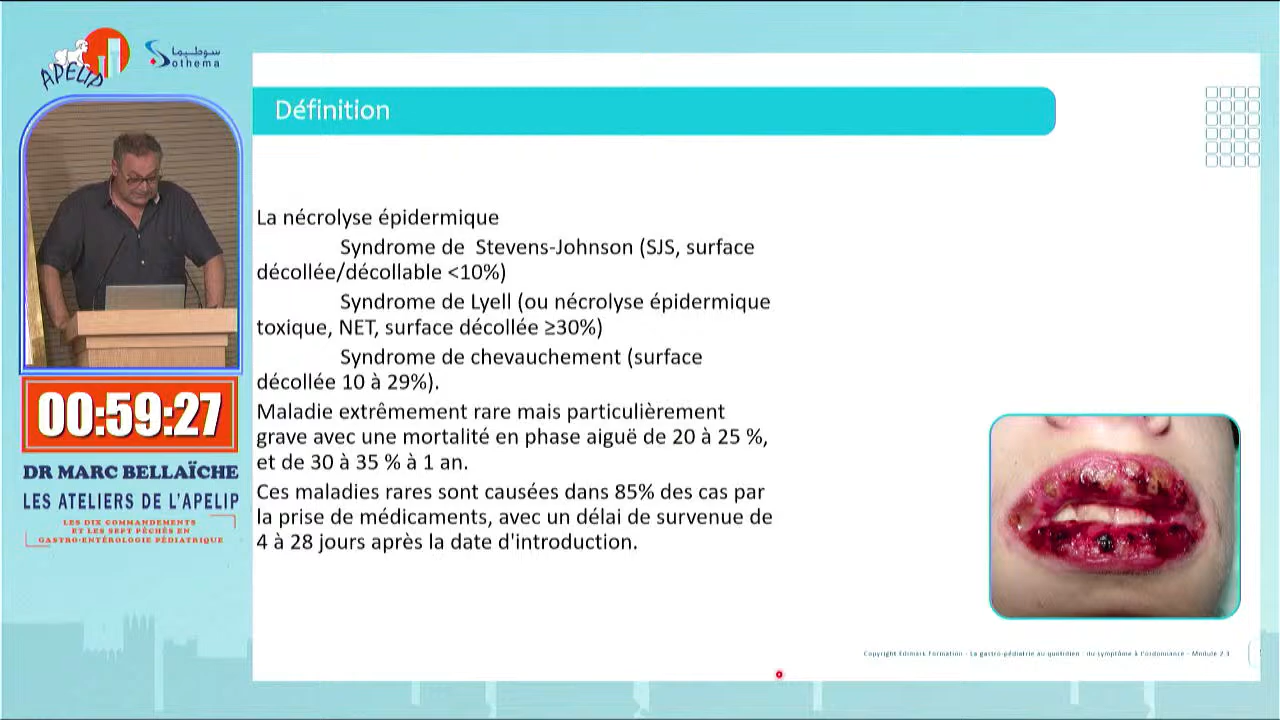 APELIP
سوطيما
Sothema
Définition
La nécrolyse épidermique
Syndrome de Stevens-Johnson (SJS, surface
décollée/décollable <10%)
Syndrome de Lyell (ou nécrolyse épidermique
toxique, NET, surface décollée ≥30%)
Syndrome de chevauchement (surface
décollée 10 à 29%).
Maladie extrêmement rare mais particulièrement
grave avec une mortalité en phase aiguë de 20 à 25 %,
et de 30 à 35 % à 1 an.
Ces maladies rares sont causées dans 85% des cas par
la prise de médicaments, avec un délai de survenue de
4 à 28 jours après la date d'introduction.
00:59:27
DR MARC BELLAÏCHE
LES ATELIERS DE L'APELIP
LES DIX COMMANDEMENTS
ET LES SEPT PÊCHÉS EN
GASTRO-ENTÉROLOGIE PÉDIATRIQUE
Copyright Edimark Formation - La gastro-pédiatrie au quotidien : du symptôme à l'ordonnance - Module 2.3